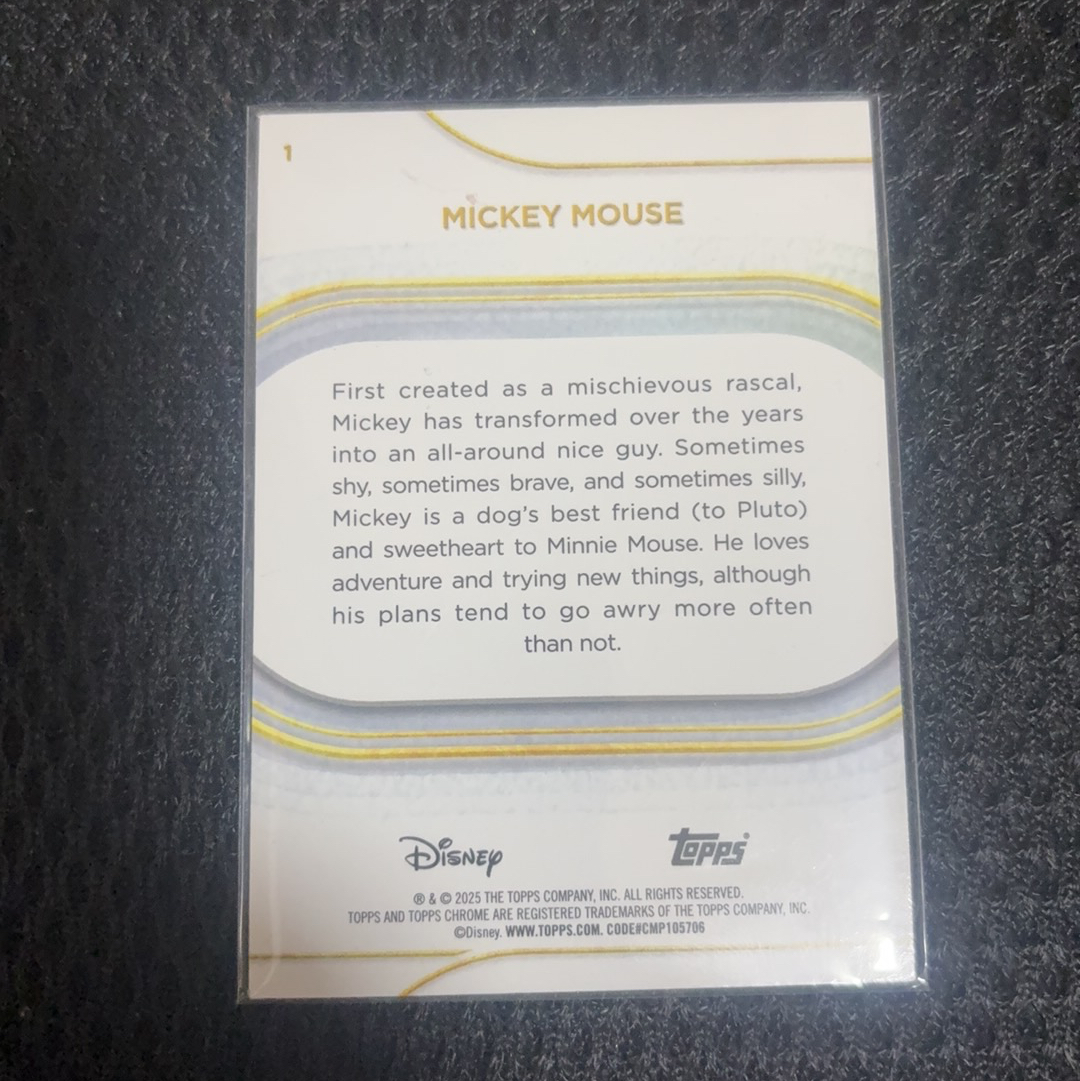 1
MICKEY MOUSE
First created as a mischievous rascal,
Mickey has transformed over the years
into an all-around nice guy. Sometimes
shy, sometimes brave, and sometimes silly,
Mickey is a dog's best friend (to Pluto)
and sweetheart to Minnie Mouse. He loves
adventure and trying new things, although
his plans tend to go awry more often
than not.
Disney topps
® & © 2025 THE TOPPS COMPANY, INC. ALL RIGHTS RESERVED.
TOPPS AND TOPPS CHROME ARE REGISTERED TRADEMARKS OF THE TOPPS COMPANY, INC.
©Disney. WWW.TOPPS.COM. CODE#CMP105706